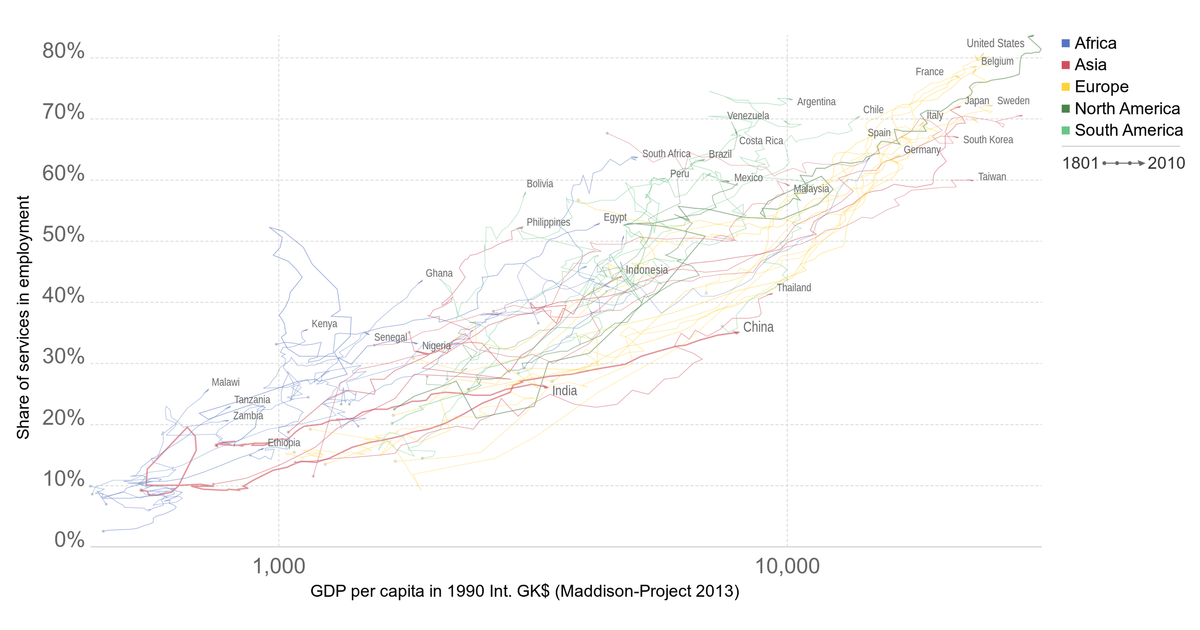 80%
70%
60%
50%
40%
30%
20%
10%
0%
Share of services in employment
United States
Belgium
France
Japan
Sweden
Argentina
Chile
Venezuela
Italy
Spain
Costa Rica
South Korea
Germany
South Africa
Brazil
Peru
Mexico
Taiwan
Bolivia
Malaysia
Philippines
Egypt
Ghana
Indonesia
Thailand
Kenya
China
Senegal
Nigeria
Malawi
India
Tanzania
Zambia
Ethiopia
1,000
10,000
GDP per capita in 1990 Int. GK$ (Maddison-Project 2013)
Africa
Asia
Europe
North America
South America
1801 2010